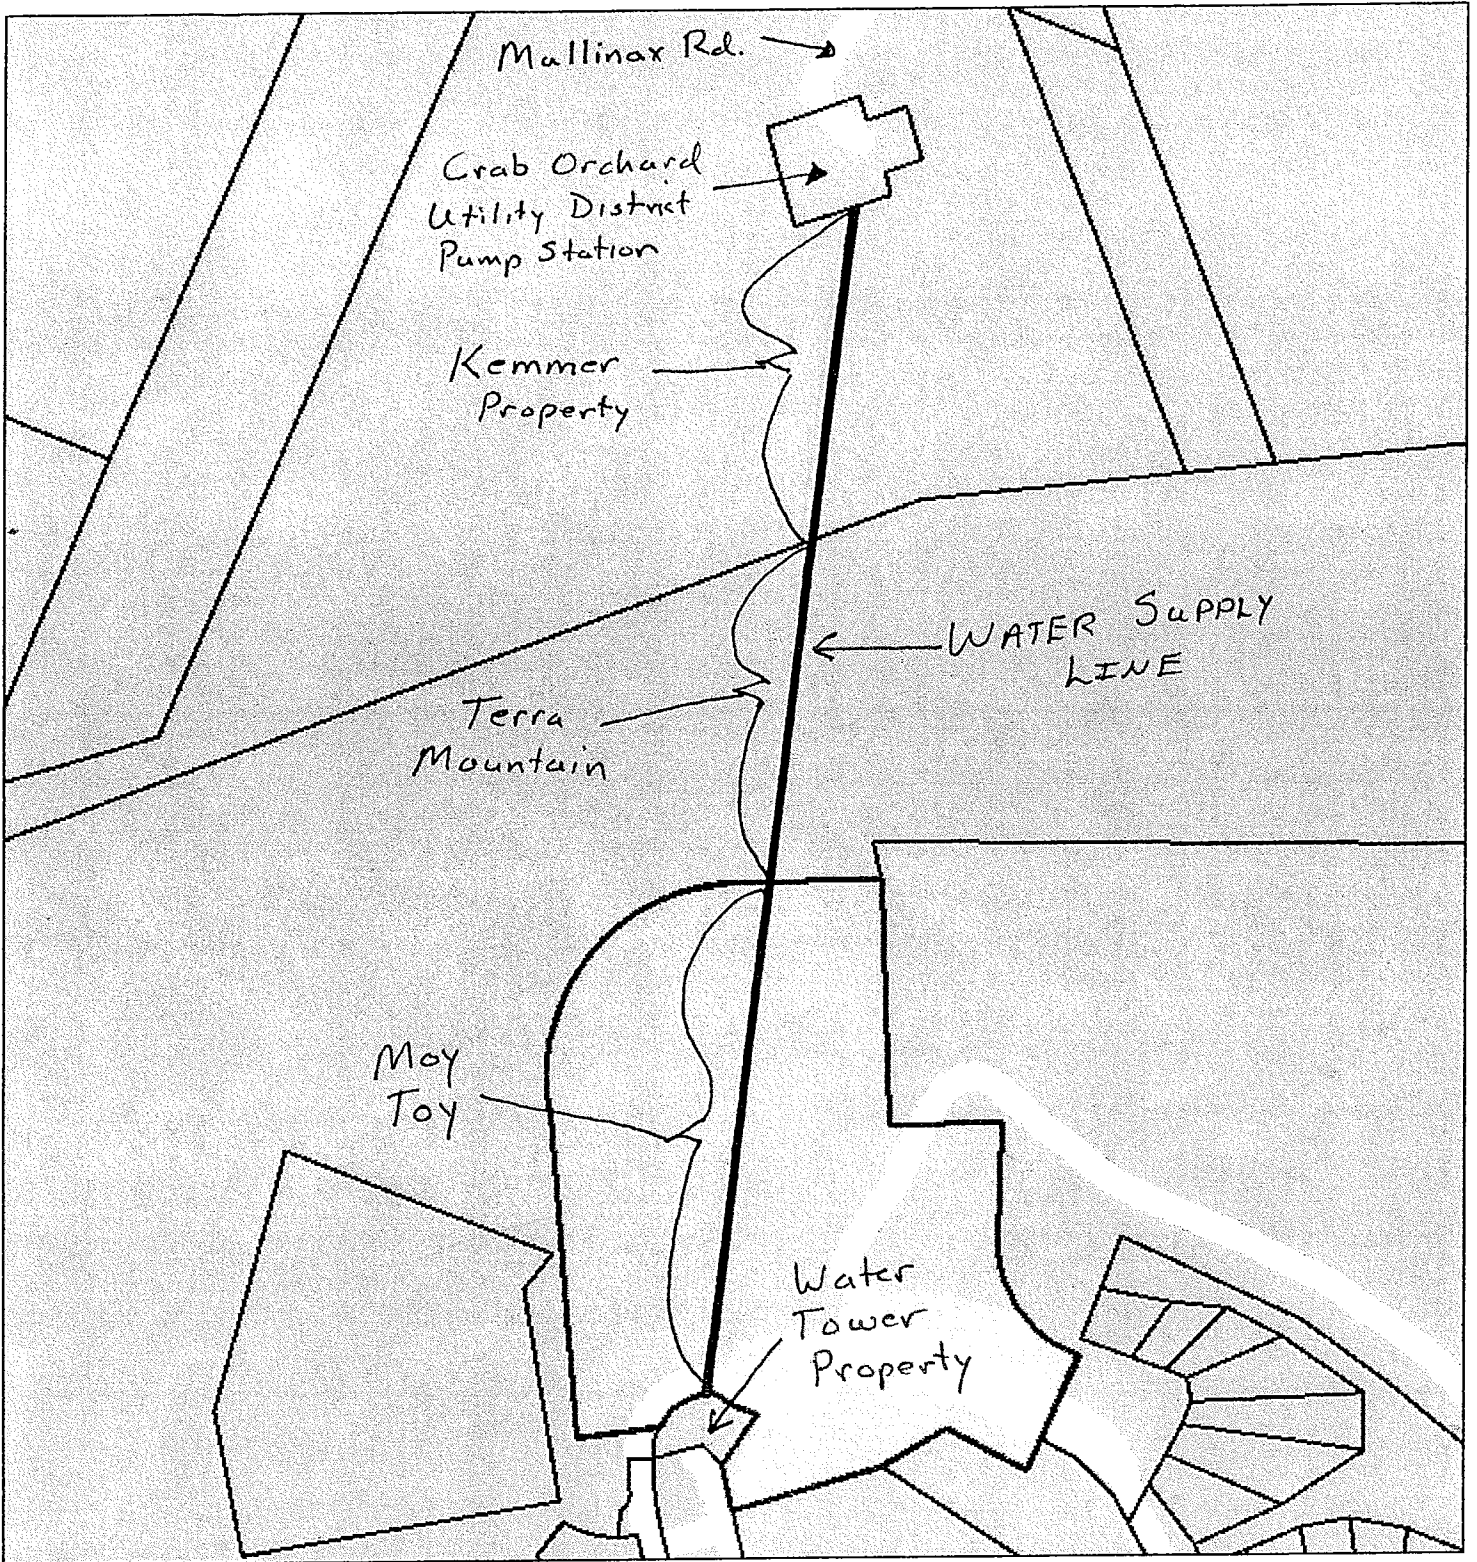 Mullinax Rd.
Crab Orchard
Utility District
Pump Station
Kemmer
Property
WATER SUPPLY
LINE
Terra
Mountain
Moy
Toy
Water
Tower
Property